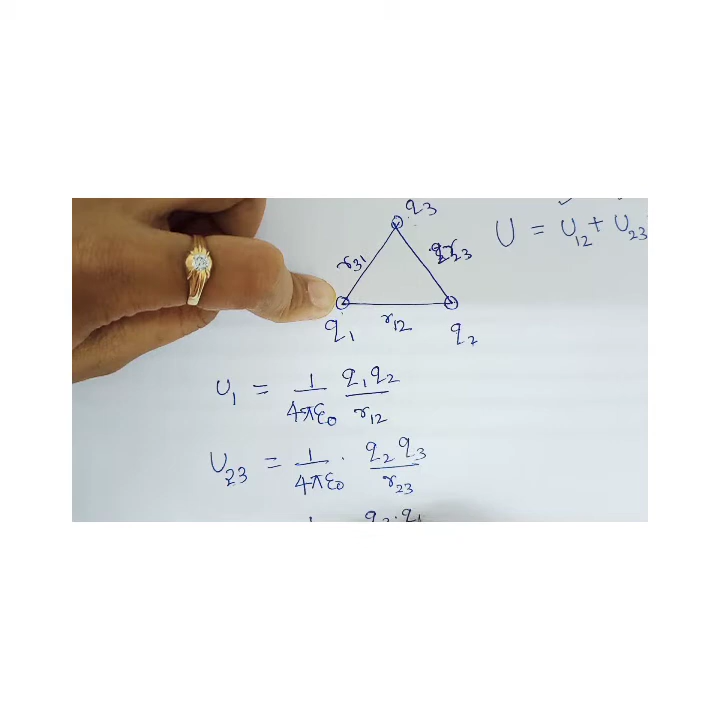 q3
r31 r23 U = U12 + U23
q1 r12 q2
U1 = 1/4πε0 q1q2/r12
U23 = 1/4πε0 · q2q3/r23